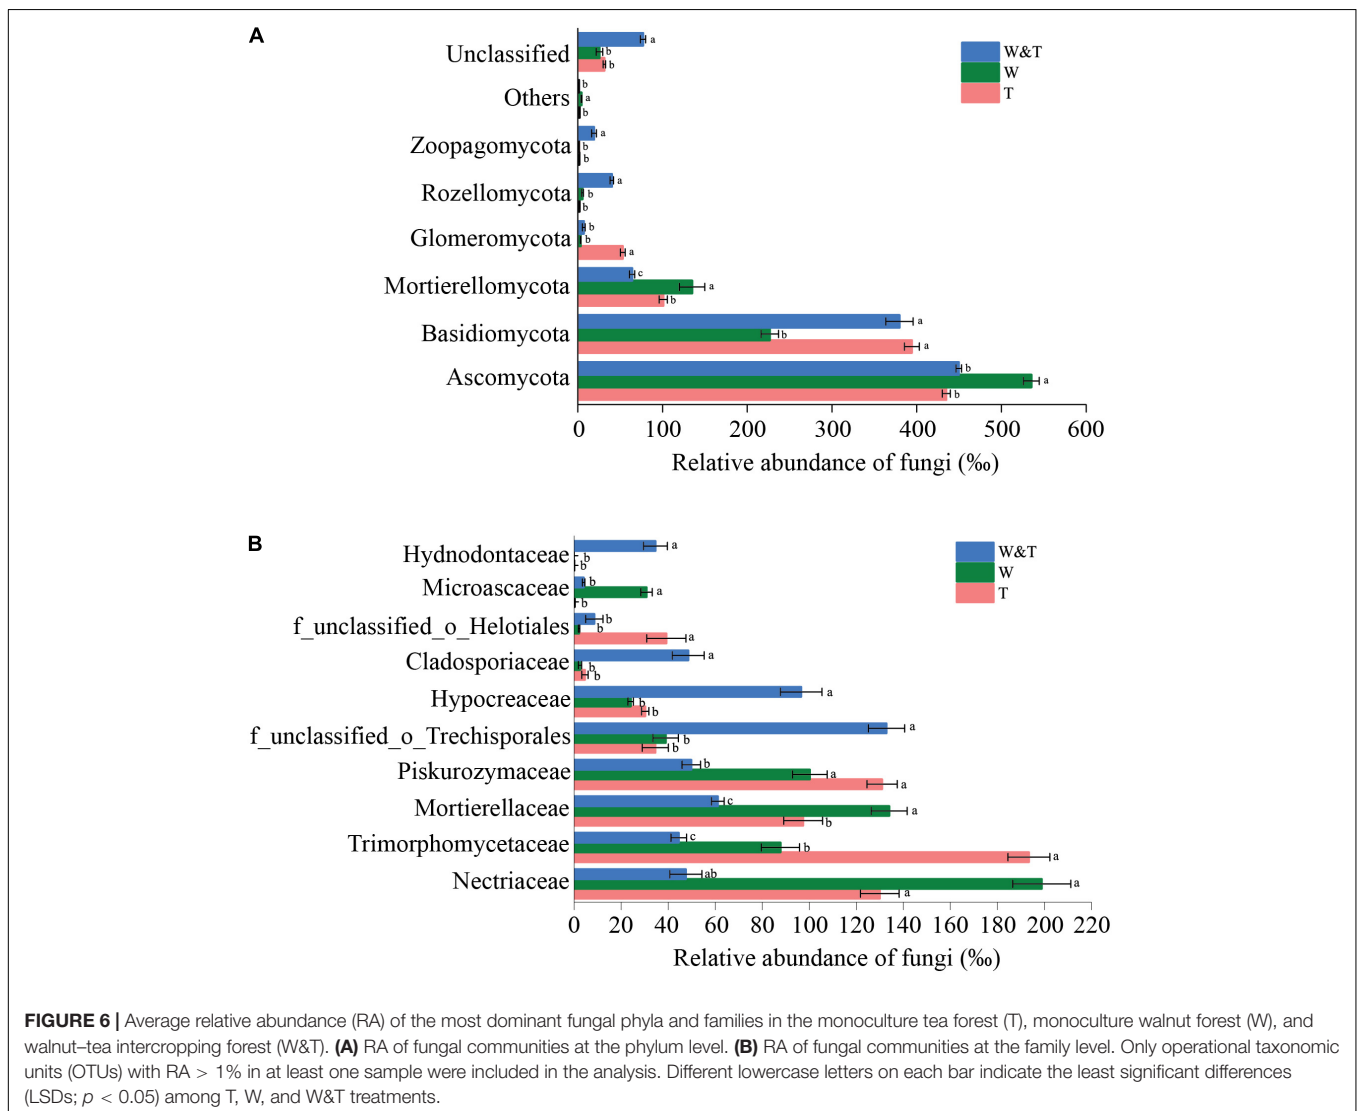 A
Unclassified a b b
Others b a b
Zoopagomycota a b b
Rozellomycota a b b
Glomeromycota b b a
Mortierellomycota c a b
Basidiomycota a b a
Ascomycota b a b
W&T
W
T
0 100 200 300 400 500 600
Relative abundance of fungi (‰)
B
Hydnodontaceae a b b
Microascaceae b a b
f_unclassified_o_Helotiales b b a
Cladosporiaceae a b b
Hypocreaceae a b b
f_unclassified_o_Trechisporales a b b
Piskurozymaceae b a a
Mortierellaceae c a b
Trimorphomycetaceae c b a
Nectriaceae ab a a
W&T
W
T
0 20 40 60 80 100 120 140 160 180 200 220
Relative abundance of fungi (‰)
FIGURE 6 | Average relative abundance (RA) of the most dominant fungal phyla and families in the monoculture tea forest (T), monoculture walnut forest (W), and
walnut–tea intercropping forest (W&T). (A) RA of fungal communities at the phylum level. (B) RA of fungal communities at the family level. Only operational taxonomic
units (OTUs) with RA > 1% in at least one sample were included in the analysis. Different lowercase letters on each bar indicate the least significant differences
(LSDs; p < 0.05) among T, W, and W&T treatments.